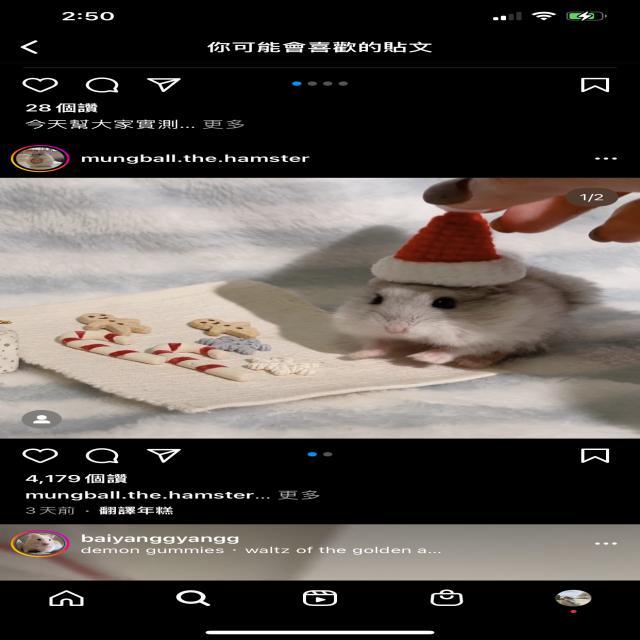 2:50
你可能會喜歡的貼文
28 個讚
今天幫大家實測... 更多
mungball.the.hamster
1/2
4,179 個讚
mungball.the.hamster... 更多
3 天前 · 翻譯年糕
baiyanggyangg
demon gummies · waltz of the golden a...